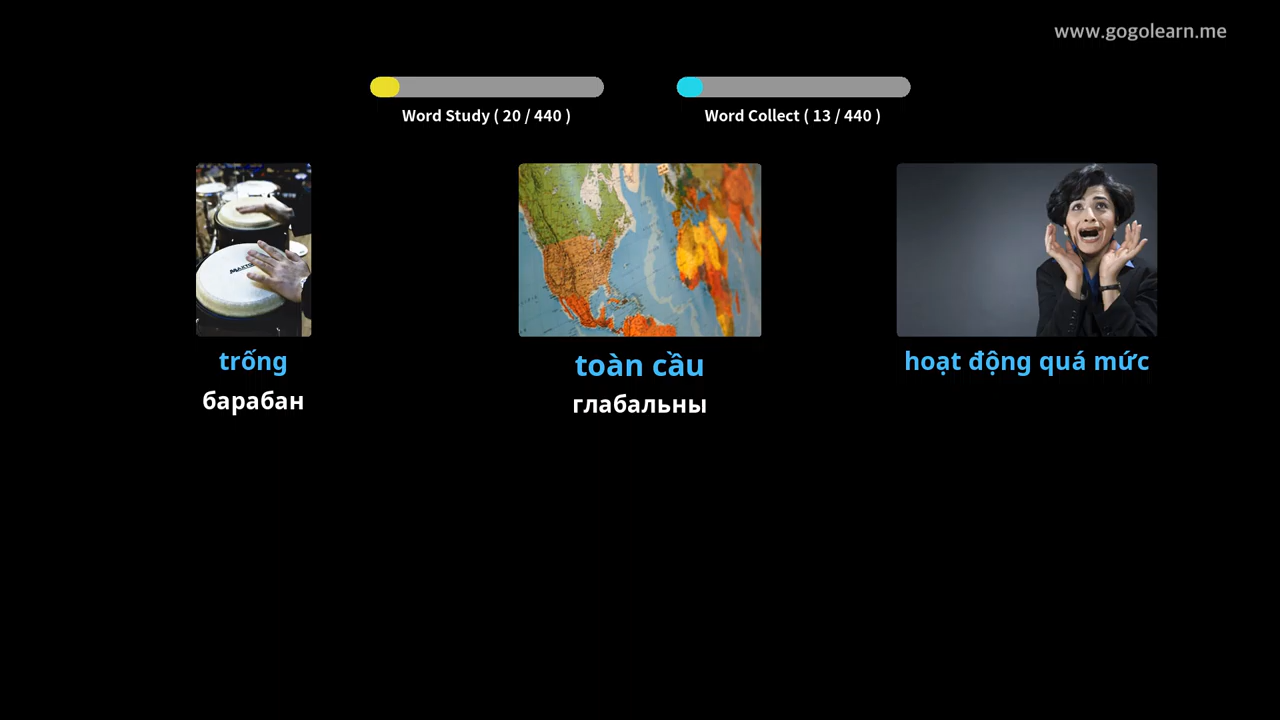 www.gogolearn.me
Word Study ( 20 / 440 )
Word Collect ( 13 / 440 )
trống
барабан
toàn cầu
глабальны
hoạt động quá mức